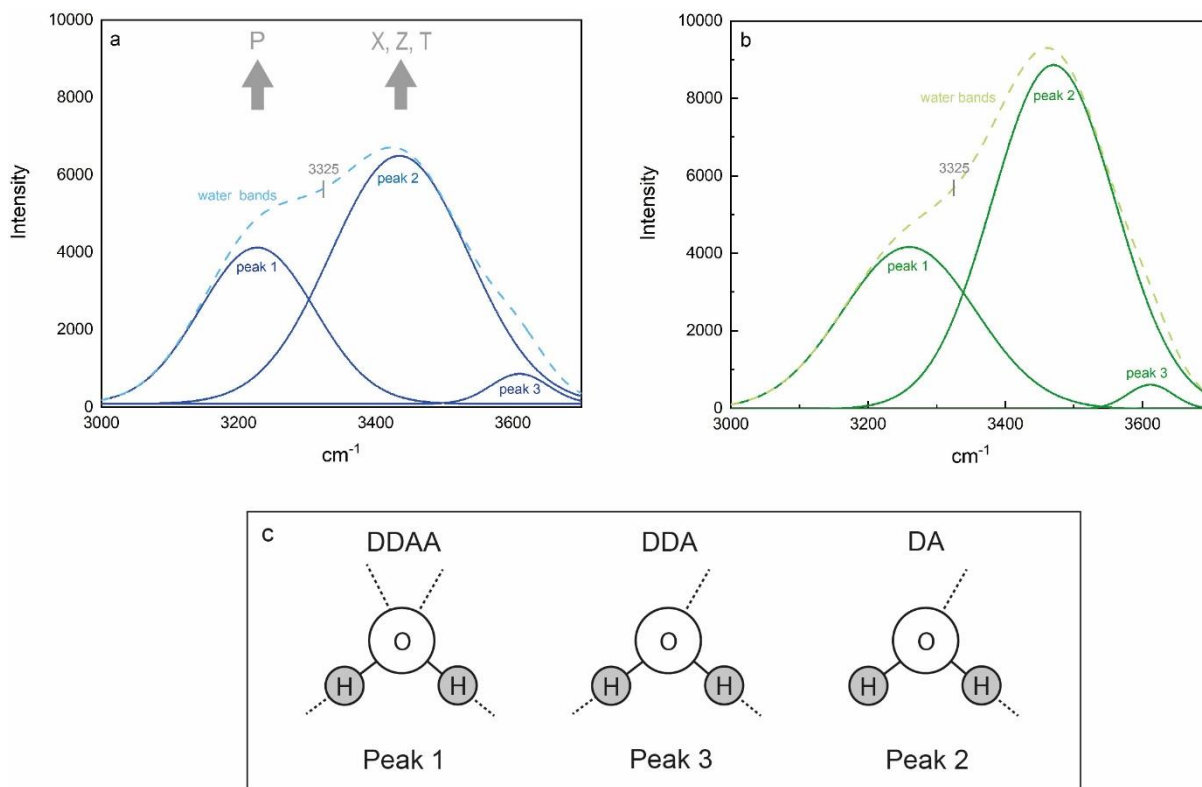 a
P
X, Z, T
water bands
3325
peak 1
peak 2
peak 3
Intensity
10000
8000
6000
4000
2000
0
3000
3200
3400
3600
cm-1
b
water bands
3325
peak 1
peak 2
peak 3
Intensity
10000
8000
6000
4000
2000
0
3000
3200
3400
3600
cm-1
c
DDAA
DDA
DA
O
H
H
O
H
H
O
H
H
Peak 1
Peak 3
Peak 2